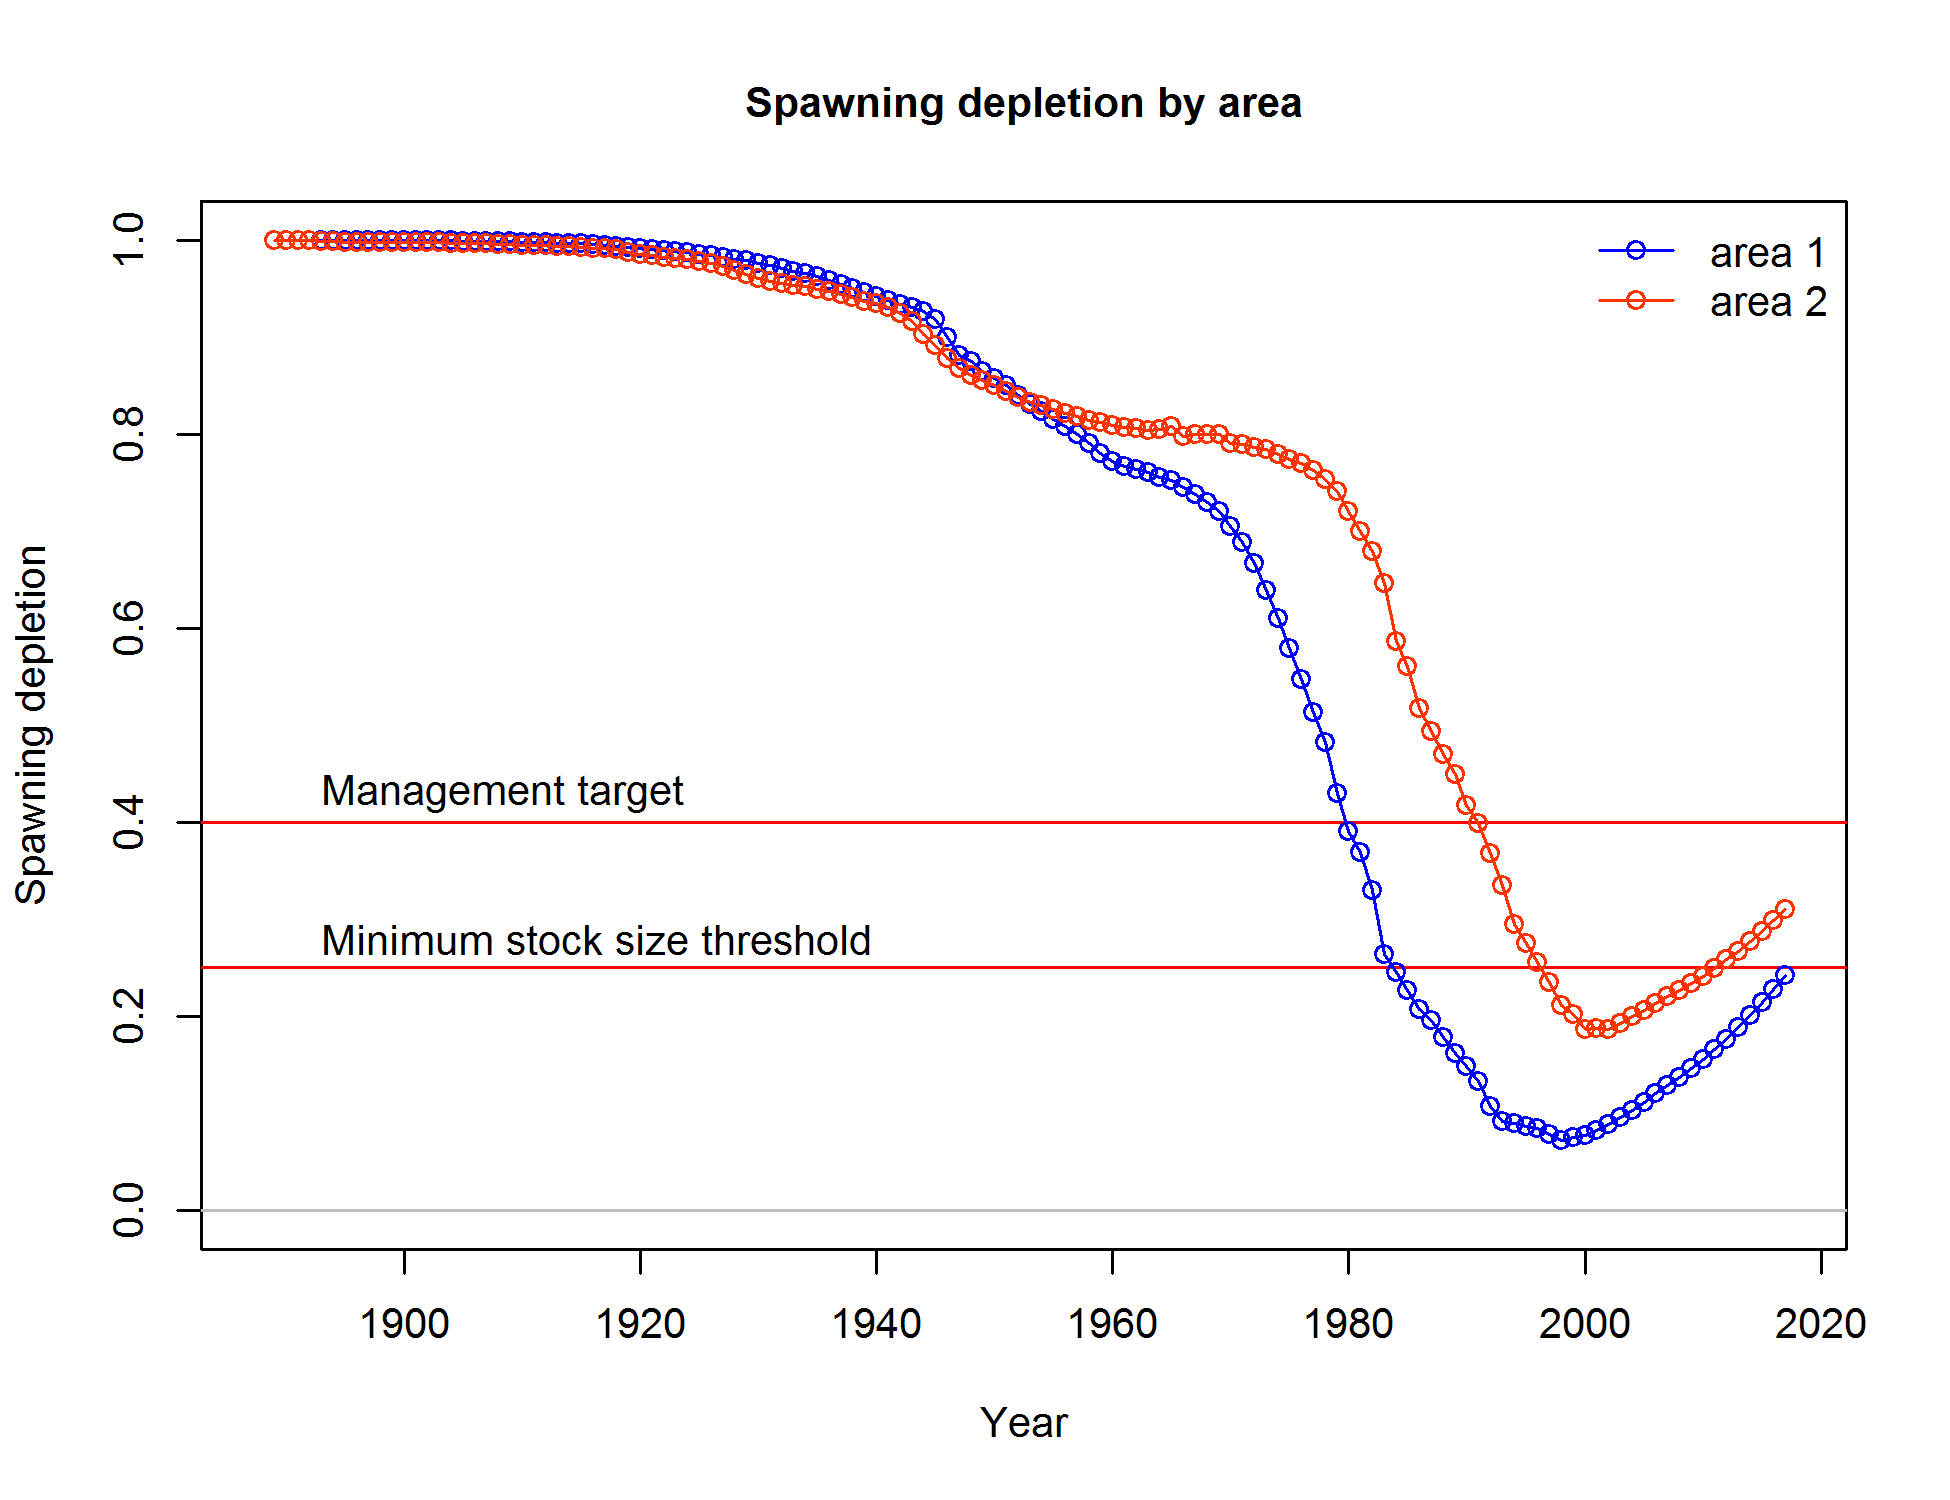 Spawning depletion by area
area 1
area 2
1.0
0.8
0.6
0.4
0.2
0.0
Spawning depletion
Management target
Minimum stock size threshold
1900 1920 1940 1960 1980 2000 2020
Year